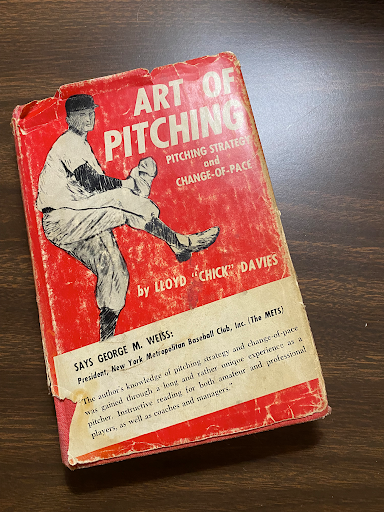 ART OF
PITCHING
PITCHING STRATEGY
and
CHANGE-OF-PACE
by LLOYD "CHICK" DAVIES
SAYS GEORGE M. WEISS:
President, New York Metropolitan Baseball Club, Inc. (The METS)
"The author's knowledge of pitching strategy and change-of-pace
was gained through a long and rather unique experience as a
pitcher. Instructive reading for both amateur and professional
players, as well as coaches and managers."